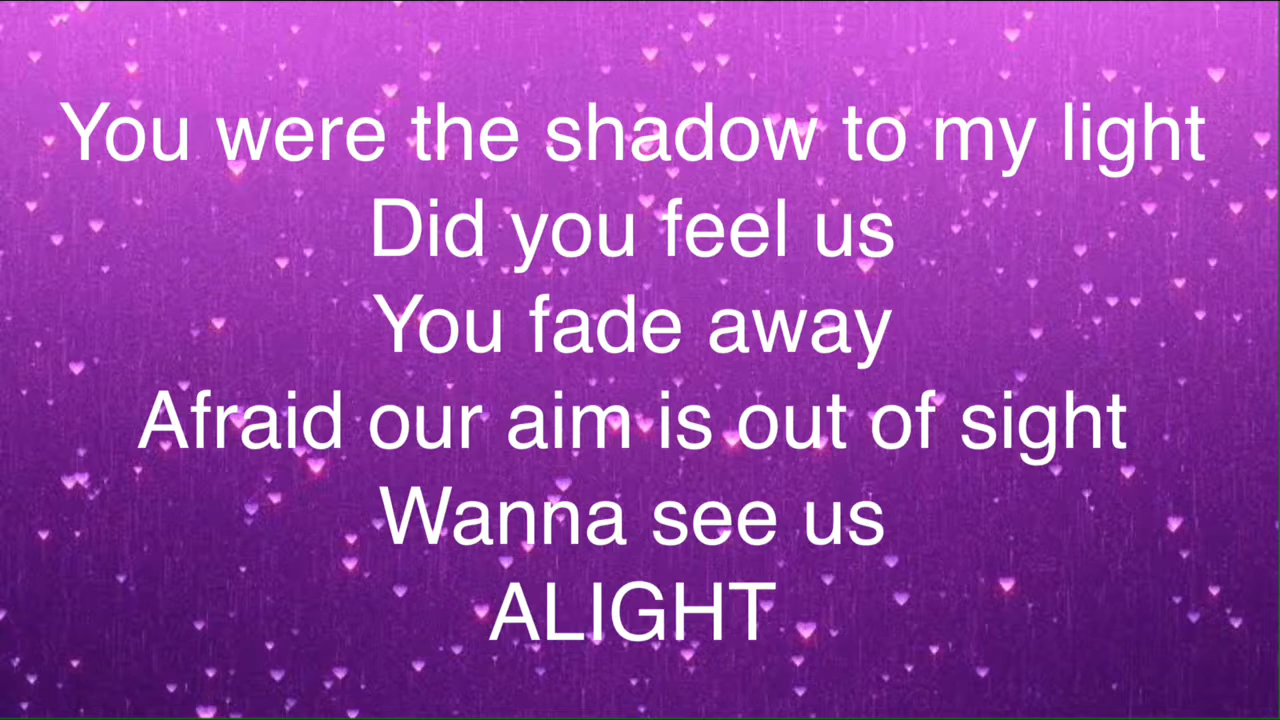 You were the shadow to my light
Did you feel us
You fade away
Afraid our aim is out of sight
Wanna see us
ALIGHT